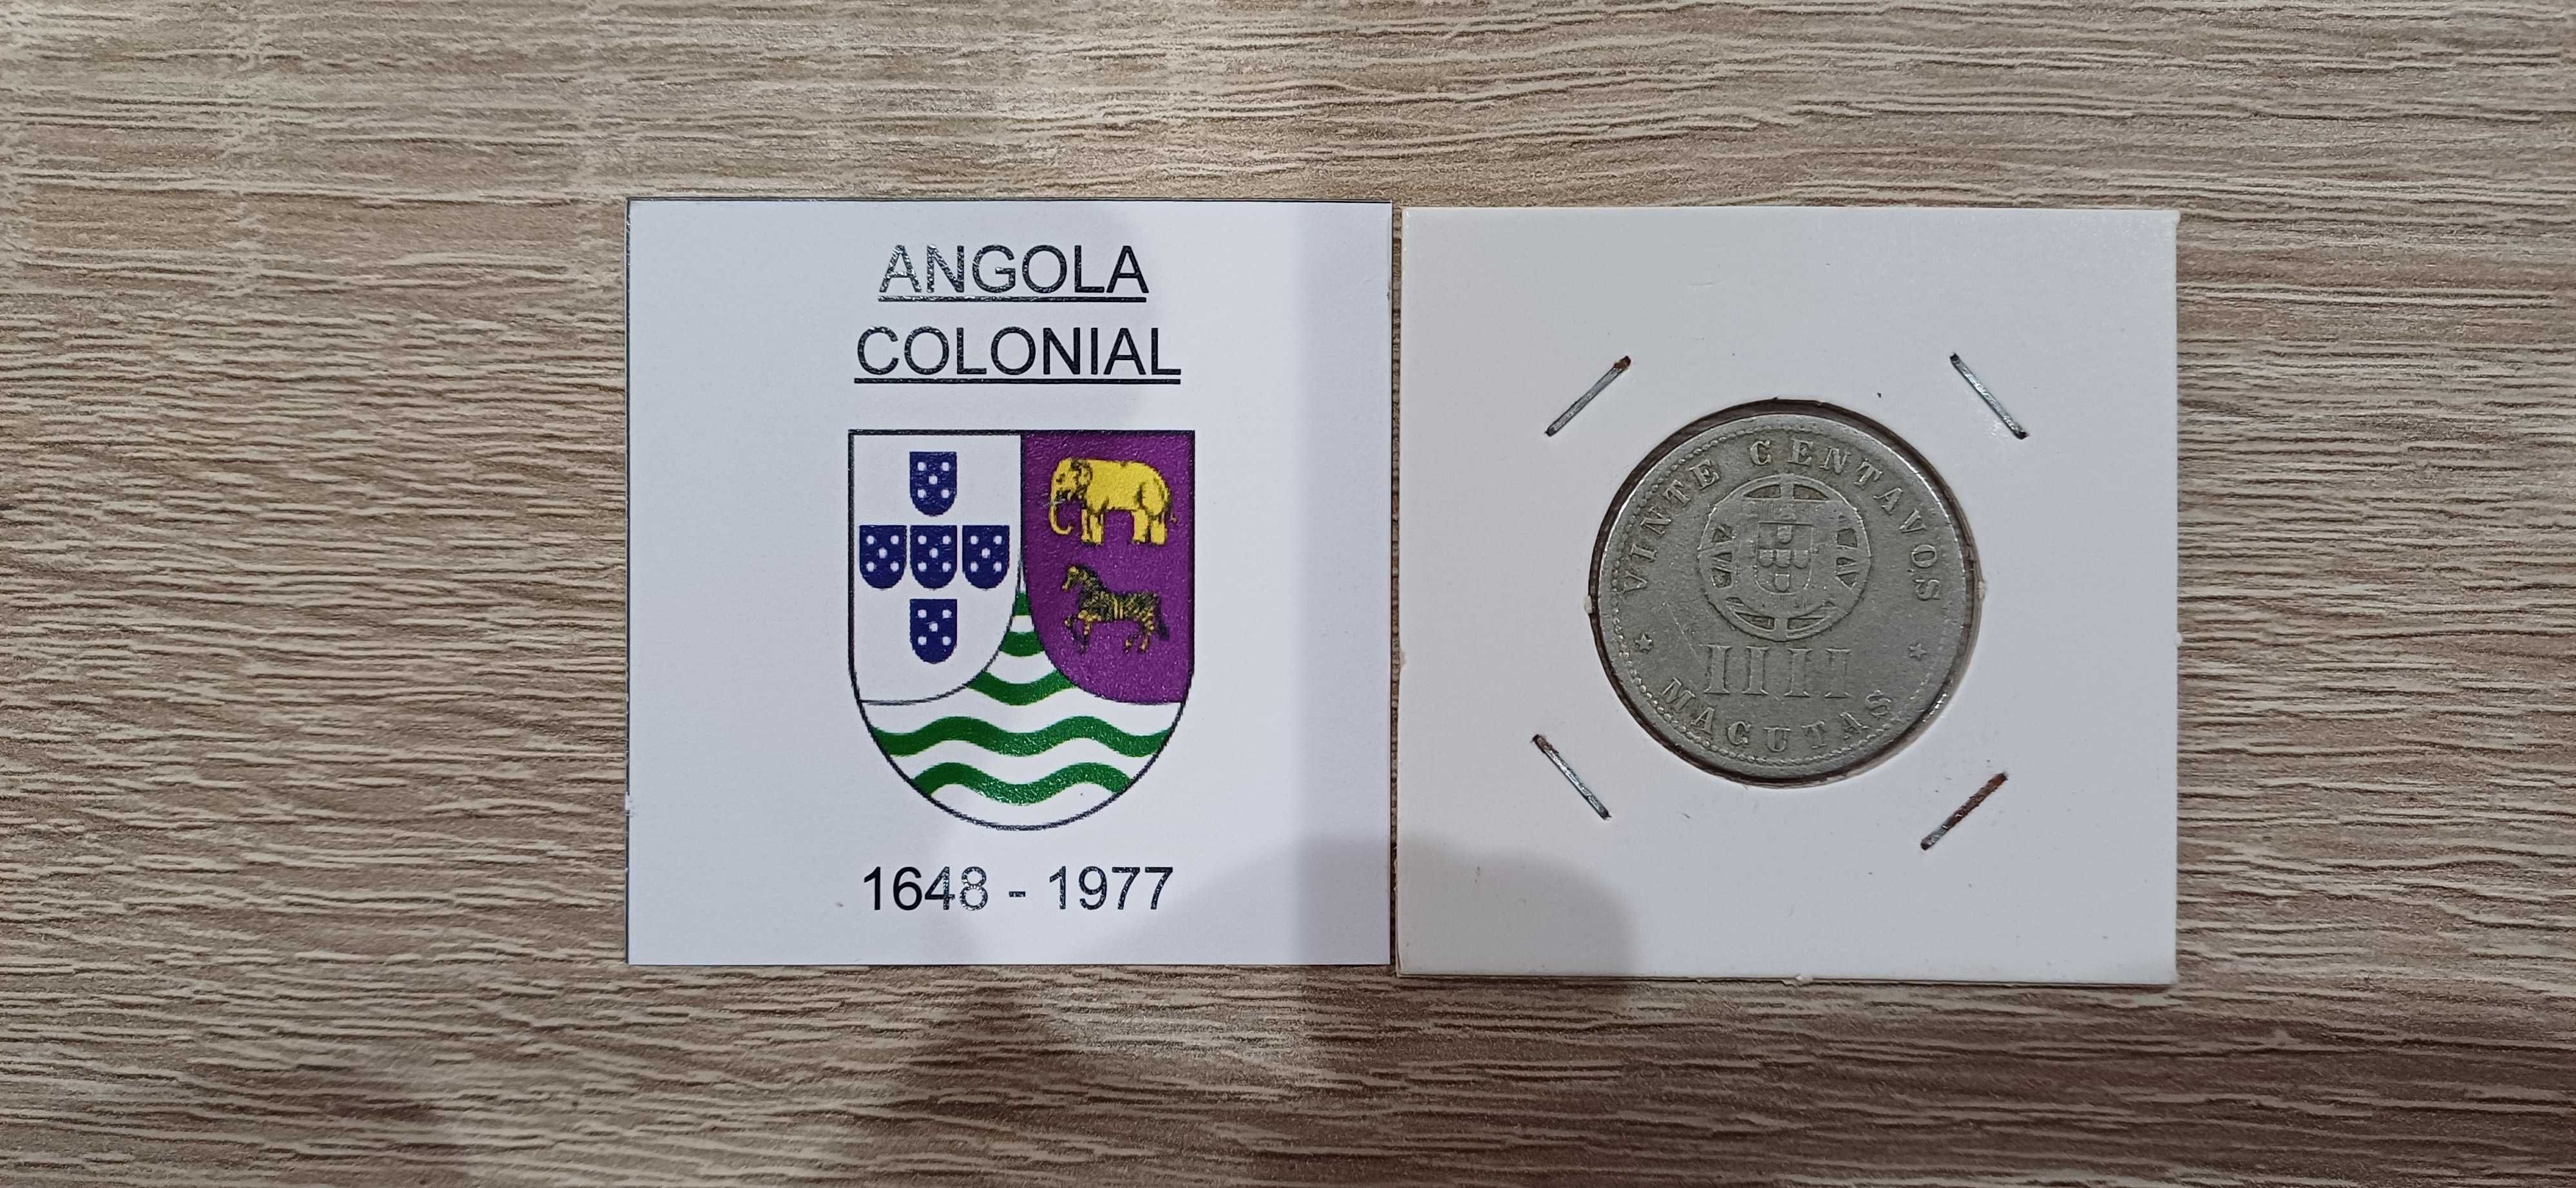 ANGOLA
COLONIAL
1648 - 1977
VINTE CENTAVOS
IIII
MACUTAS